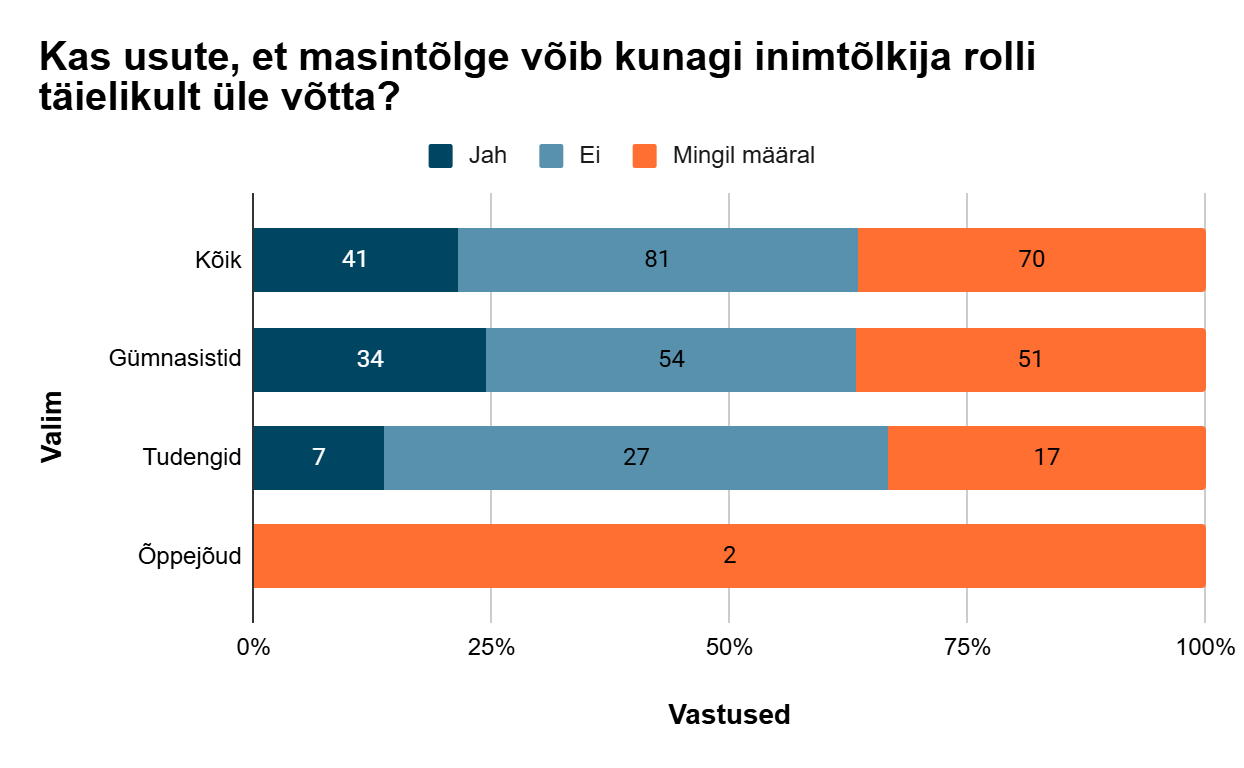 Kas usute, et masintõlge võib kunagi inimtõlkija rolli
täielikult üle võtta?
Jah Ei Mingil määral
Valim
Kõik 41 81 70
Gümnasistid 34 54 51
Tudengid 7 27 17
Õppejõud 2
0% 25% 50% 75% 100%
Vastused